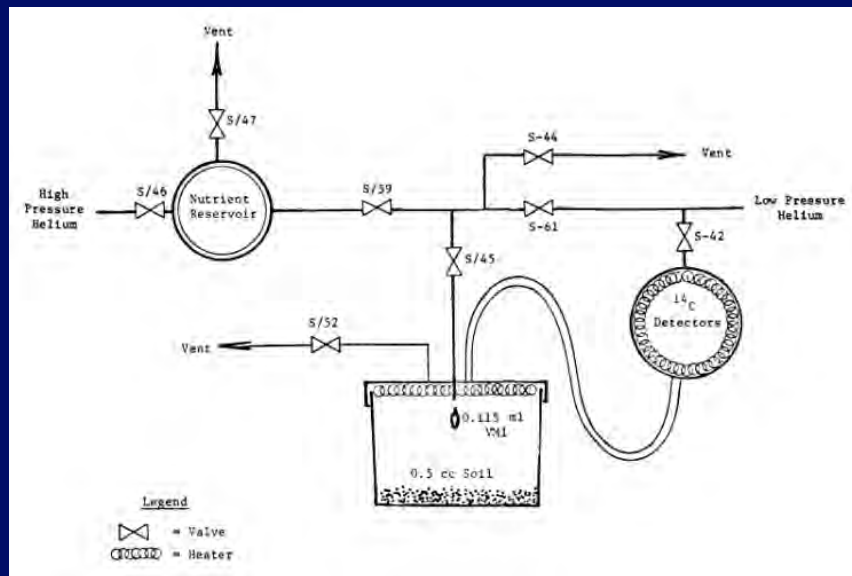 Vent
S/47
S-44
Vent
High
Pressure
Helium
S/46
Nutrient
Reservoir
S/59
S-61
Low Pressure
Helium
S-42
S/45
14C
Detectors
S/52
Vent
0.115 ml
VM1
0.5 cc Soil
Legend
= Valve
= Heater